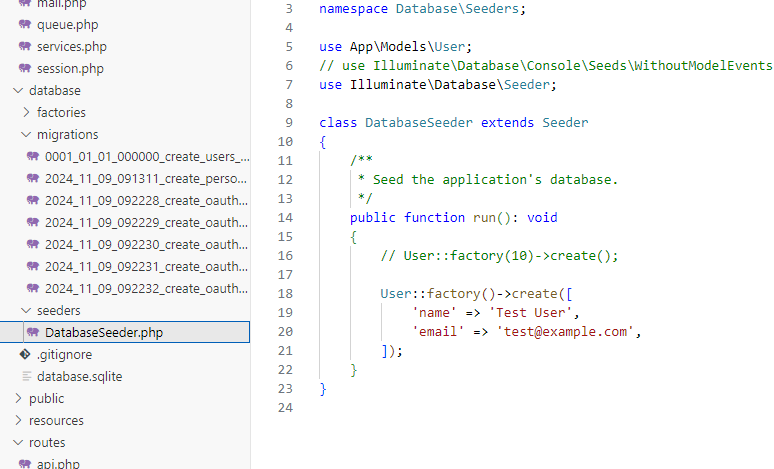 mail.php
queue.php
services.php
session.php
database
factories
migrations
0001_01_01_000000_create_users_...
2024_11_09_091311_create_perso...
2024_11_09_092228_create_oauth...
2024_11_09_092229_create_oauth...
2024_11_09_092230_create_oauth...
2024_11_09_092231_create_oauth...
2024_11_09_092232_create_oauth...
seeders
DatabaseSeeder.php
.gitignore
database.sqlite
public
resources
routes
api.php
3 namespace Database\Seeders;
4
5 use App\Models\User;
6 // use Illuminate\Database\Console\Seeds\WithoutModelEvents
7 use Illuminate\Database\Seeder;
8
9 class DatabaseSeeder extends Seeder
10 {
11 /**
12 * Seed the application's database.
13 */
14 public function run(): void
15 {
16 // User::factory(10)->create();
17
18 User::factory()->create([
19 'name' => 'Test User',
20 'email' => 'test@example.com',
21 ]);
22 }
23 }
24